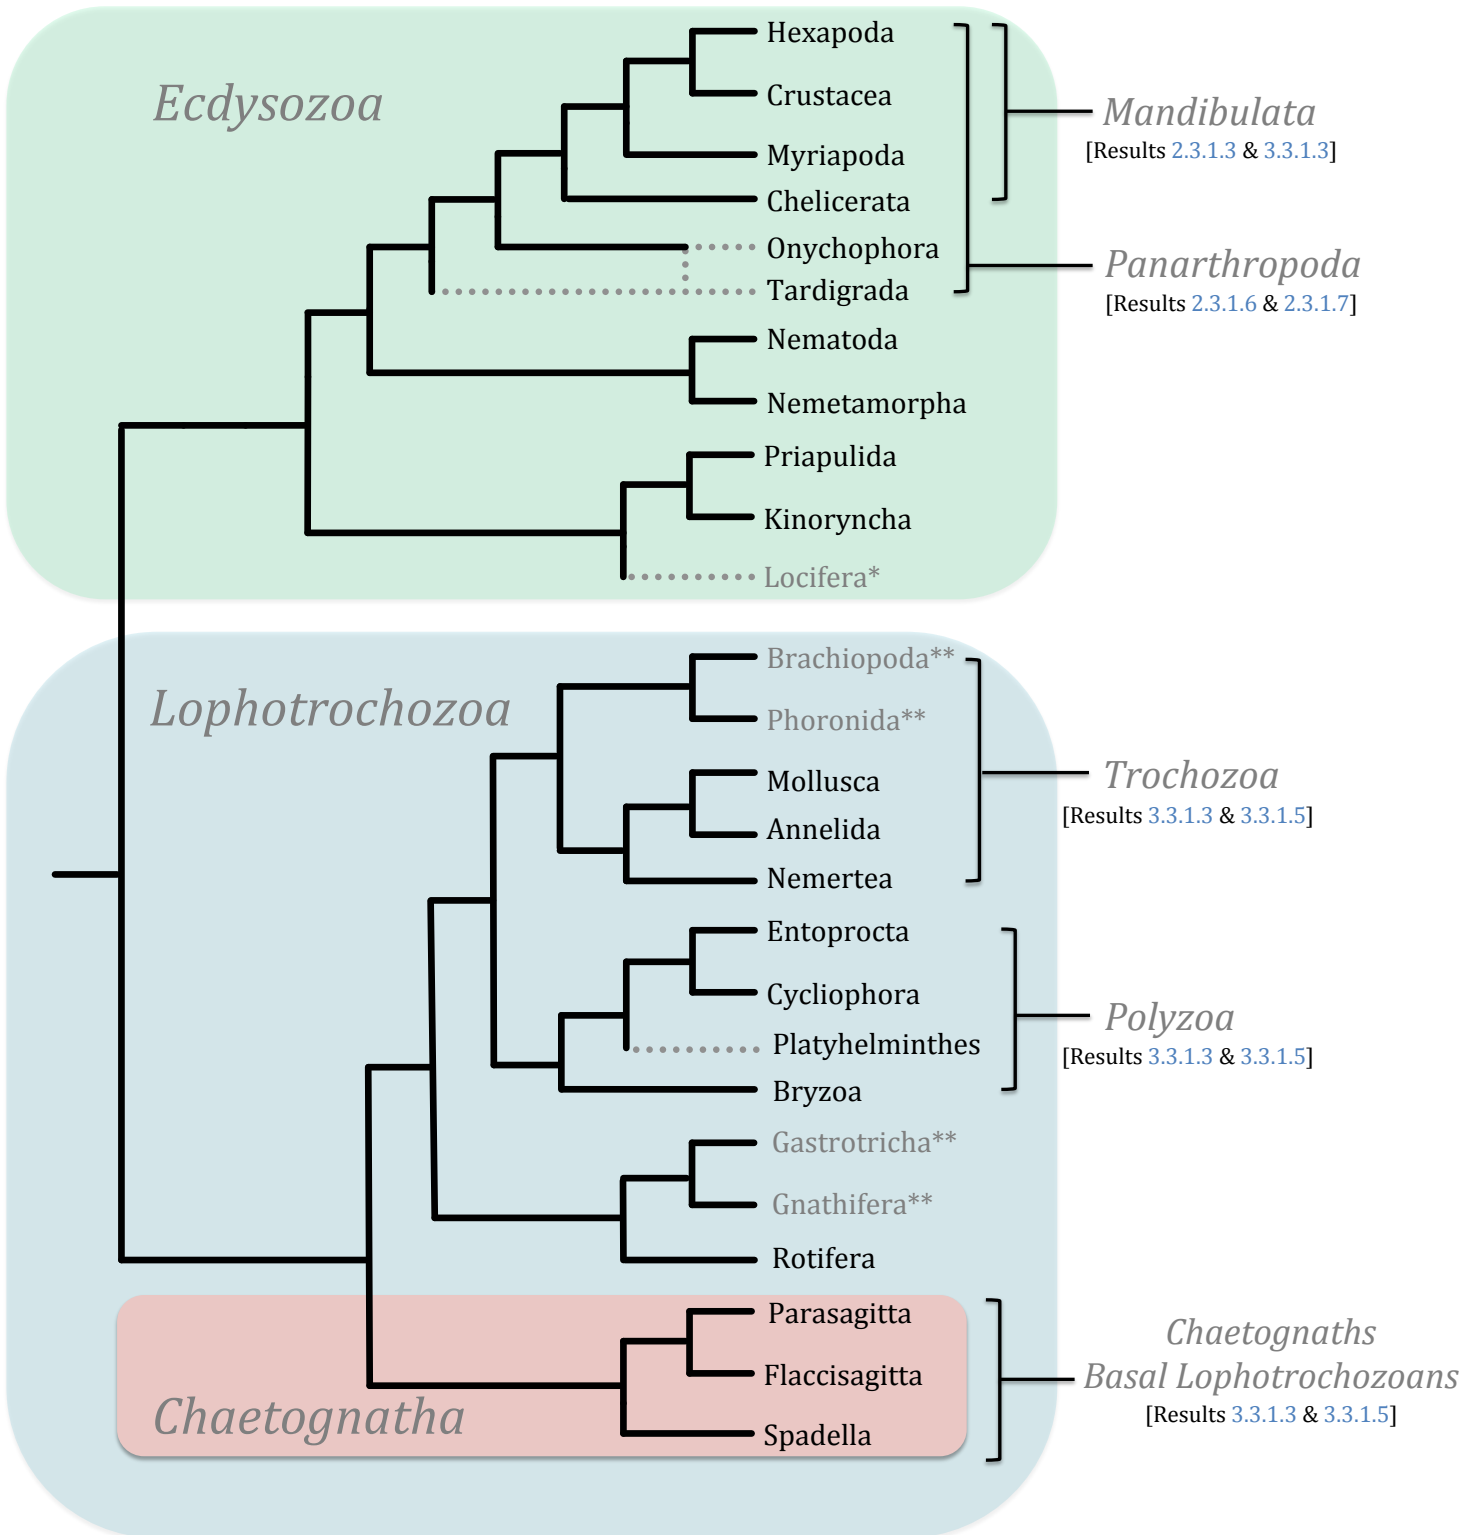 Ecdysozoa
Hexapoda
Crustacea
Myriapoda
Chelicerata
Onychophora
Tardigrada
Nematoda
Nemetamorpha
Priapulida
Kinoryncha
Locifera*
Mandibulata
[Results 2.3.1.3 & 3.3.1.3]
Panarthropoda
[Results 2.3.1.6 & 2.3.1.7]
Lophotrochozoa
Brachiopoda**
Phoronida**
Mollusca
Annelida
Nemertea
Entoprocta
Cycliophora
Platyhelminthes
Bryzoa
Gastrotricha**
Gnathifera**
Rotifera
Trochozoa
[Results 3.3.1.3 & 3.3.1.5]
Polyzoa
[Results 3.3.1.3 & 3.3.1.5]
Chaetognatha
Parasagitta
Flaccisagitta
Spadella
Chaetognaths
Basal Lophotrochozoans
[Results 3.3.1.3 & 3.3.1.5]